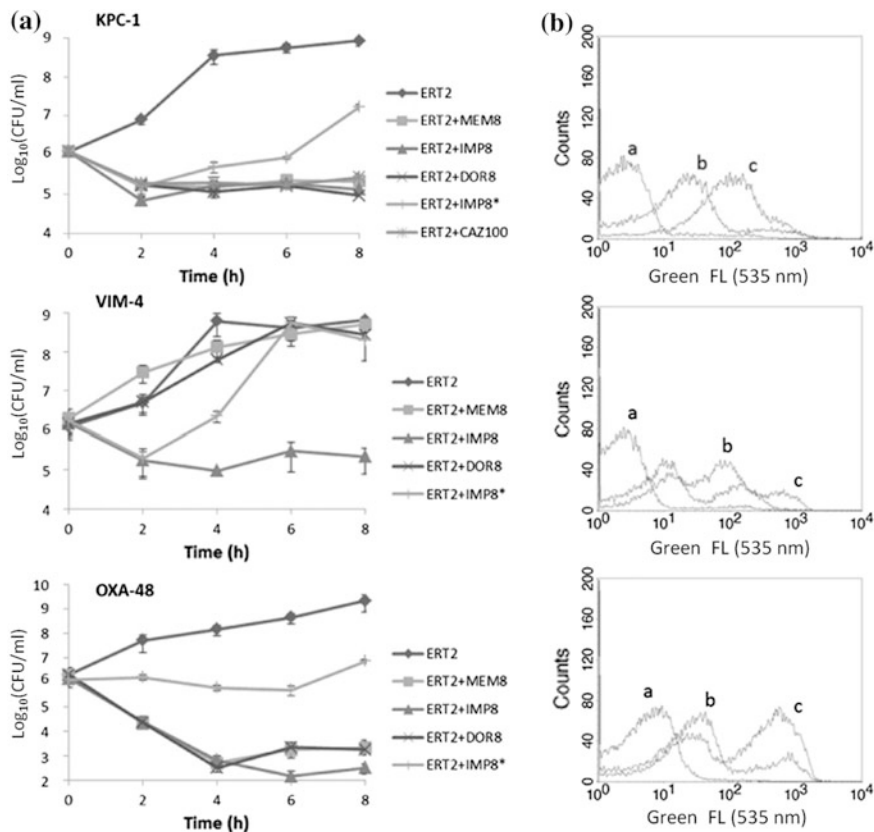 (a)
KPC-1
Log10(CFU/ml)
9
8
7
6
5
4
0 2 4 6 8
Time (h)
ERT2
ERT2+MEM8
ERT2+IMP8
ERT2+DOR8
ERT2+IMP8*
ERT2+CAZ100
VIM-4
Log10(CFU/ml)
9
8
7
6
5
4
0 2 4 6 8
Time (h)
ERT2
ERT2+MEM8
ERT2+IMP8
ERT2+DOR8
ERT2+IMP8*
OXA-48
Log10(CFU/ml)
10
9
8
7
6
5
4
3
2
0 2 4 6 8
Time (h)
ERT2
ERT2+MEM8
ERT2+IMP8
ERT2+DOR8
ERT2+IMP8*
(b)
Counts
200
160
120
80
40
0
a b c
10^0 10^1 10^2 10^3 10^4
Green FL (535 nm)
Counts
200
160
120
80
40
0
a b c
10^0 10^1 10^2 10^3 10^4
Green FL (535 nm)
Counts
200
160
120
80
40
0
a b c
10^0 10^1 10^2 10^3 10^4
Green FL (535 nm)